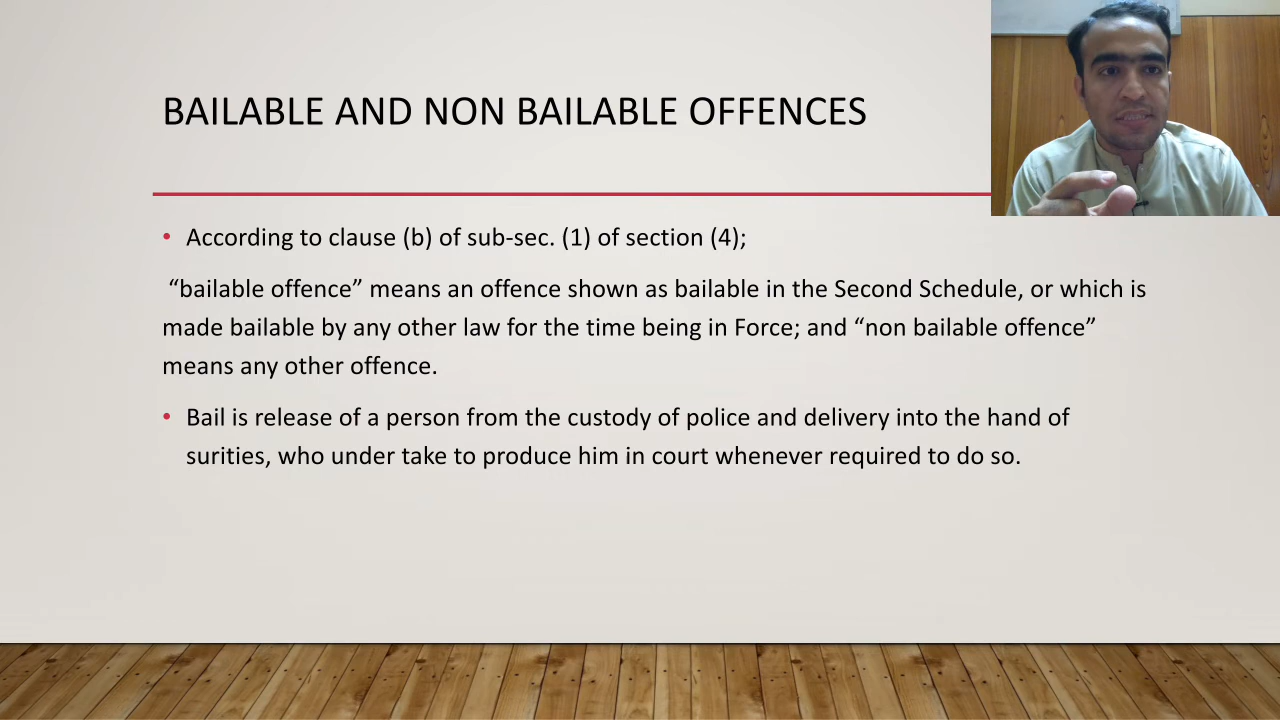 BAILABLE AND NON BAILABLE OFFENCES
• According to clause (b) of sub-sec. (1) of section (4);
“bailable offence” means an offence shown as bailable in the Second Schedule, or which is
made bailable by any other law for the time being in Force; and “non bailable offence”
means any other offence.
• Bail is release of a person from the custody of police and delivery into the hand of
surities, who under take to produce him in court whenever required to do so.